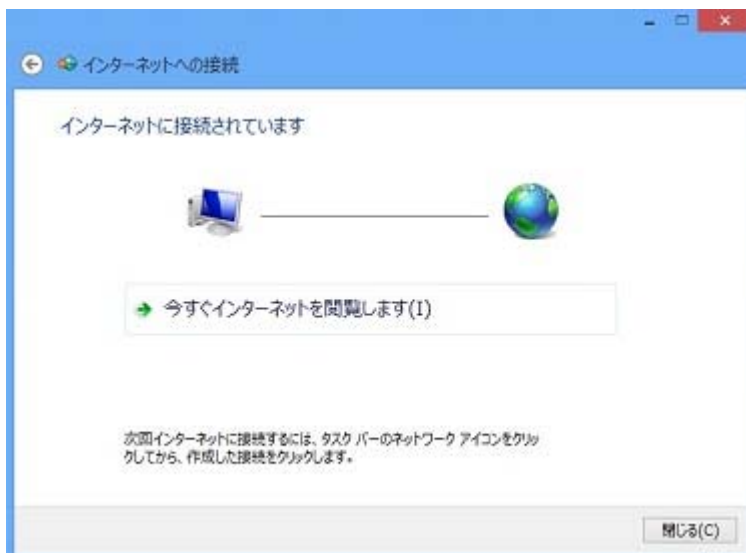 インターネットへの接続
インターネットに接続されています
今すぐインターネットを閲覧します(I)
次回インターネットに接続するには、タスク バーのネットワーク アイコンをクリッ
クしてから、作成した接続をクリックします。
閉じる(C)